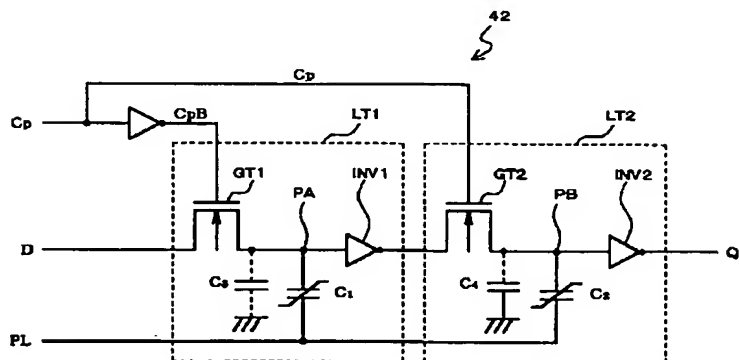 42
Cp
Cp
CpB
LT1
LT2
GT1
PA
INV1
GT2
PB
INV2
D
Q
C3
C1
C4
C2
PL